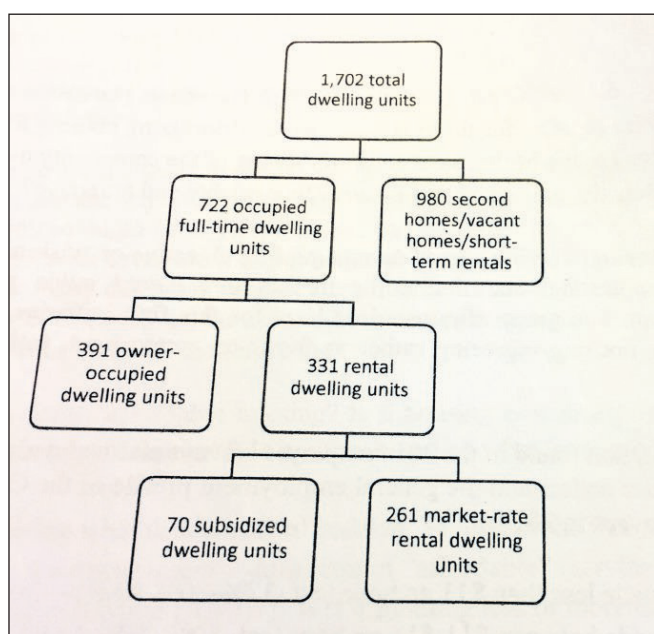 1,702 total
dwelling units
722 occupied
full-time dwelling
units
980 second
homes/vacant
homes/short-
term rentals
391 owner-
occupied
dwelling units
331 rental
dwelling units
70 subsidized
dwelling units
261 market-rate
rental dwelling
units